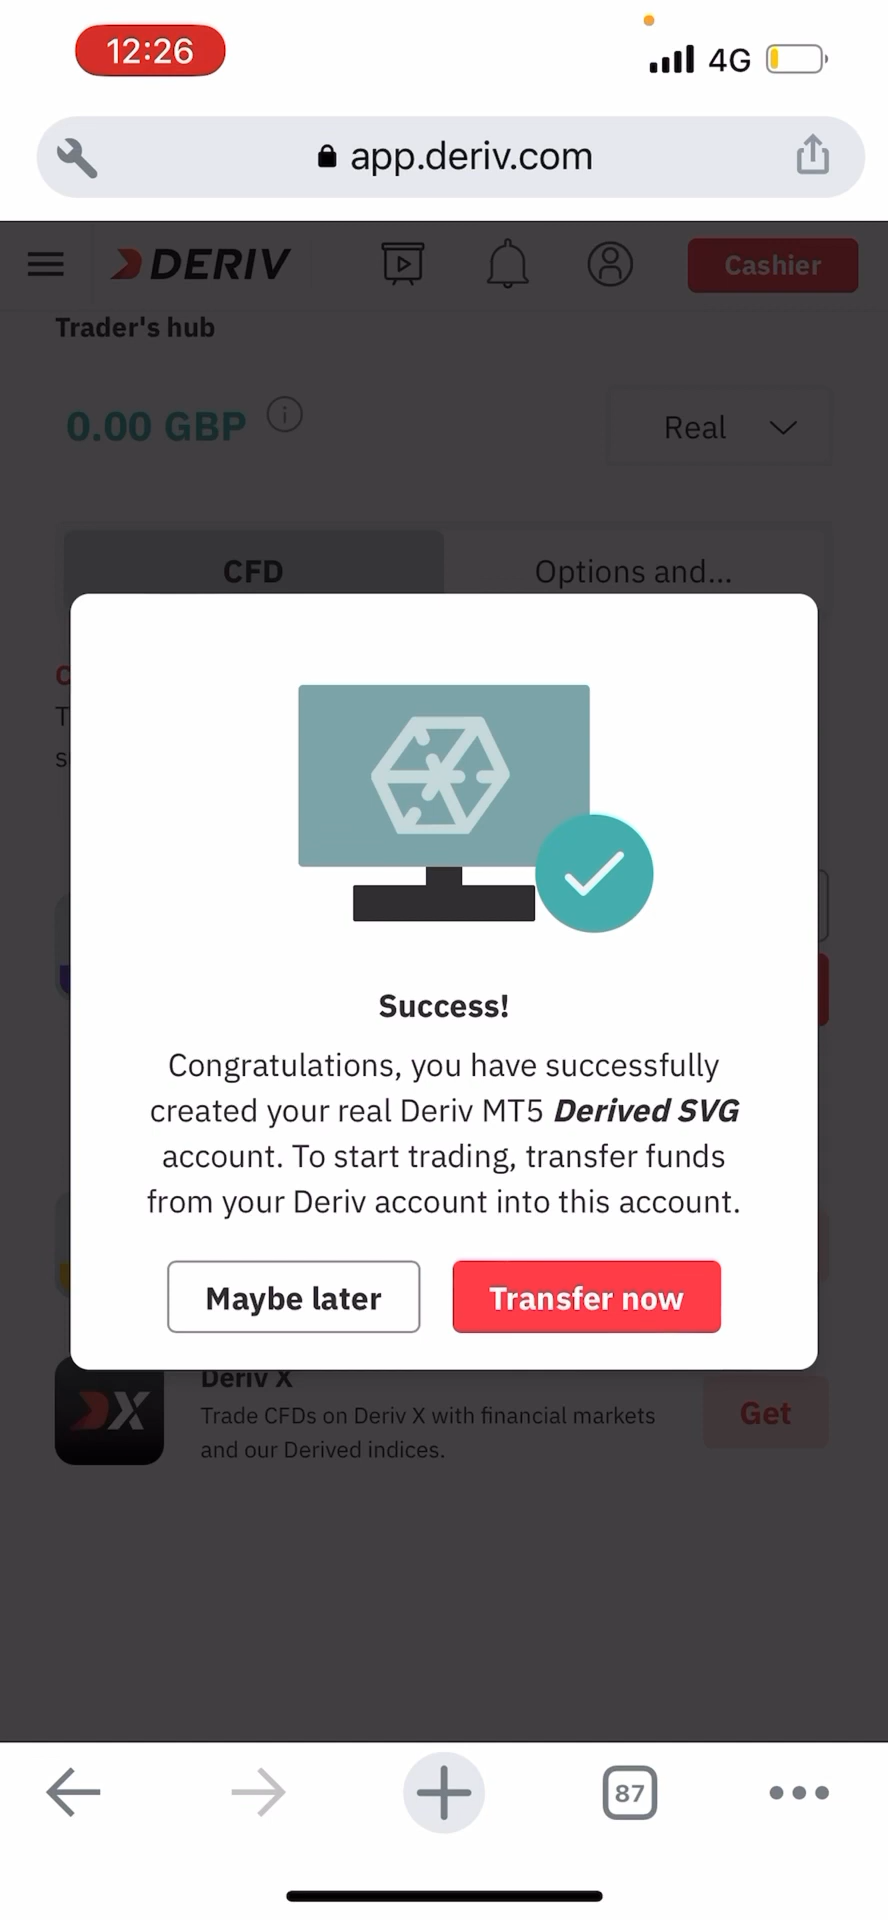 12:26
4G
app.deriv.com
DERIV
Cashier
Trader's hub
0.00 GBP
Real
CFD
Options and...
Success!
Congratulations, you have successfully
created your real Deriv MT5 Derived SVG
account. To start trading, transfer funds
from your Deriv account into this account.
Maybe later
Transfer now
Deriv X
Trade CFDs on Deriv X with financial markets
and our Derived indices.
Get
87